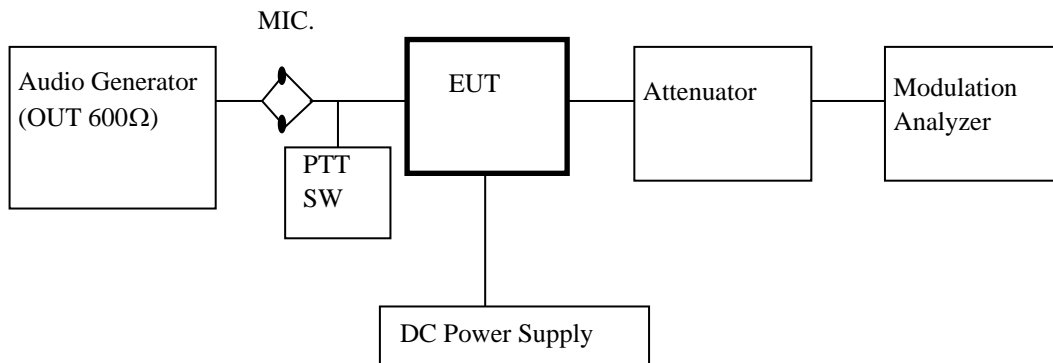 MIC.
Audio Generator
(OUT 600Ω)
EUT
Attenuator
Modulation
Analyzer
PTT
SW
DC Power Supply